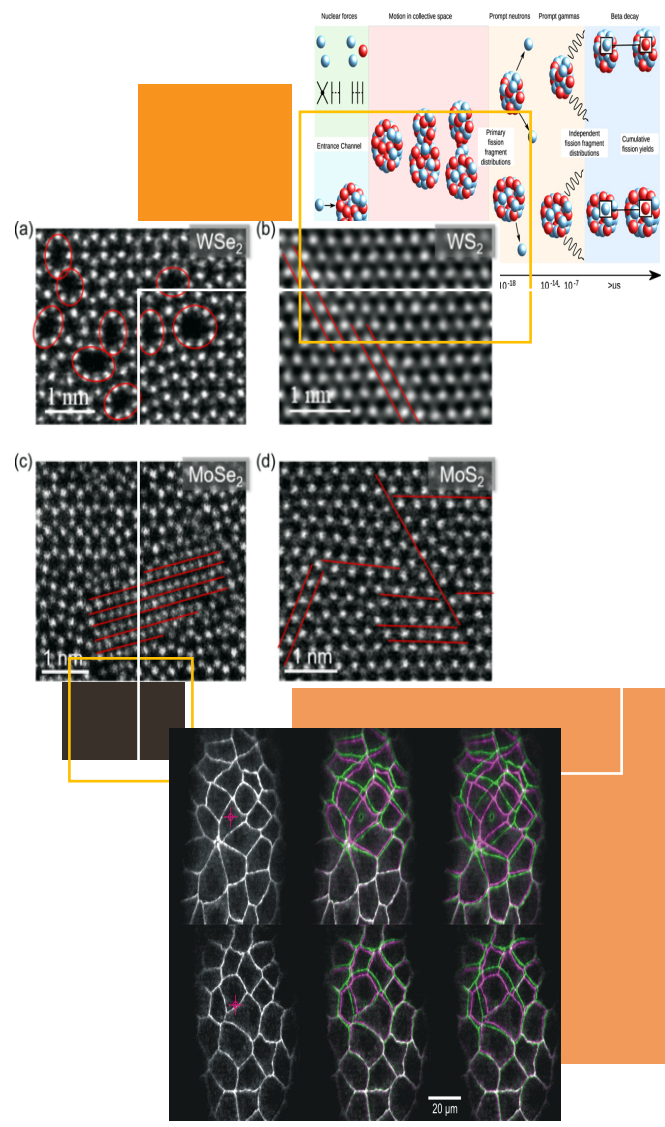 Nuclear forces
Motion in collective space
Prompt neutrons
Prompt gammas
Beta decay
Entrance Channel
Primary
fission
fragment
distributions
Independent
fission fragment
distributions
Cumulative
fission yields
10-18
10-14, 10-7
>us
(a)
WSe2
1 nm
(b)
WS2
1 nm
(c)
MoSe2
1 nm
(d)
MoS2
1 nm
20 µm